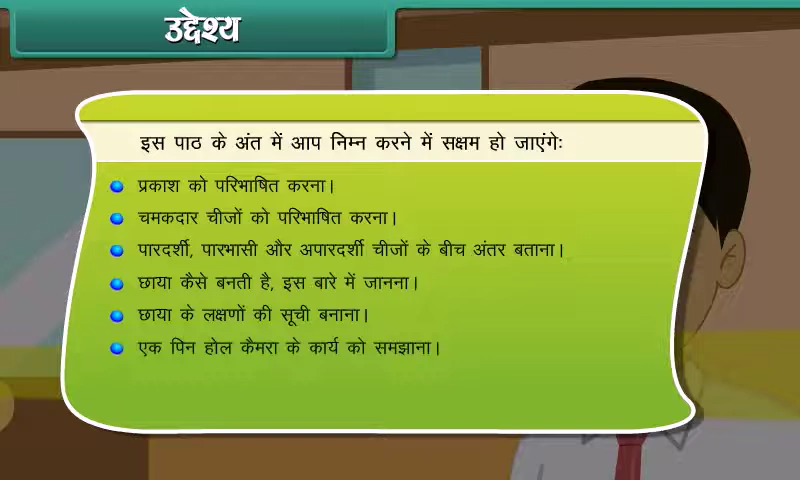 उद्देश्य
इस पाठ के अंत में आप निम्न करने में सक्षम हो जाएंगेः
प्रकाश को परिभाषित करना।
चमकदार चीजों को परिभाषित करना।
पारदर्शी, पारभासी और अपारदर्शी चीजों के बीच अंतर बताना।
छाया कैसे बनती है, इस बारे में जानना।
छाया के लक्षणों की सूची बनाना।
एक पिन होल कैमरा के कार्य को समझाना।